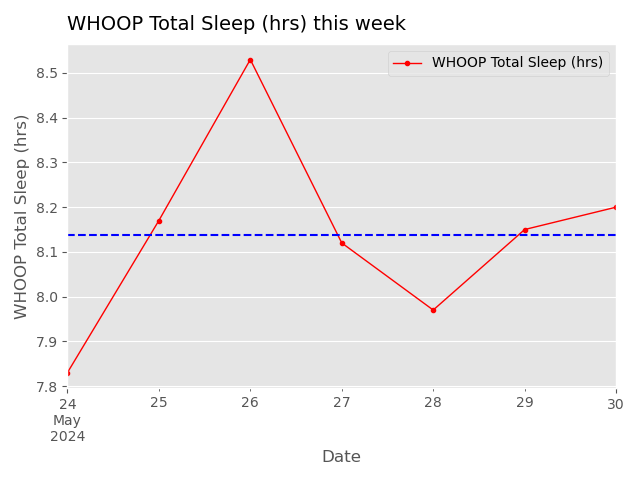 WHOOP Total Sleep (hrs) this week
WHOOP Total Sleep (hrs)
WHOOP Total Sleep (hrs)
8.5
8.4
8.3
8.2
8.1
8.0
7.9
7.8
24 25 26 27 28 29 30
May
2024
Date